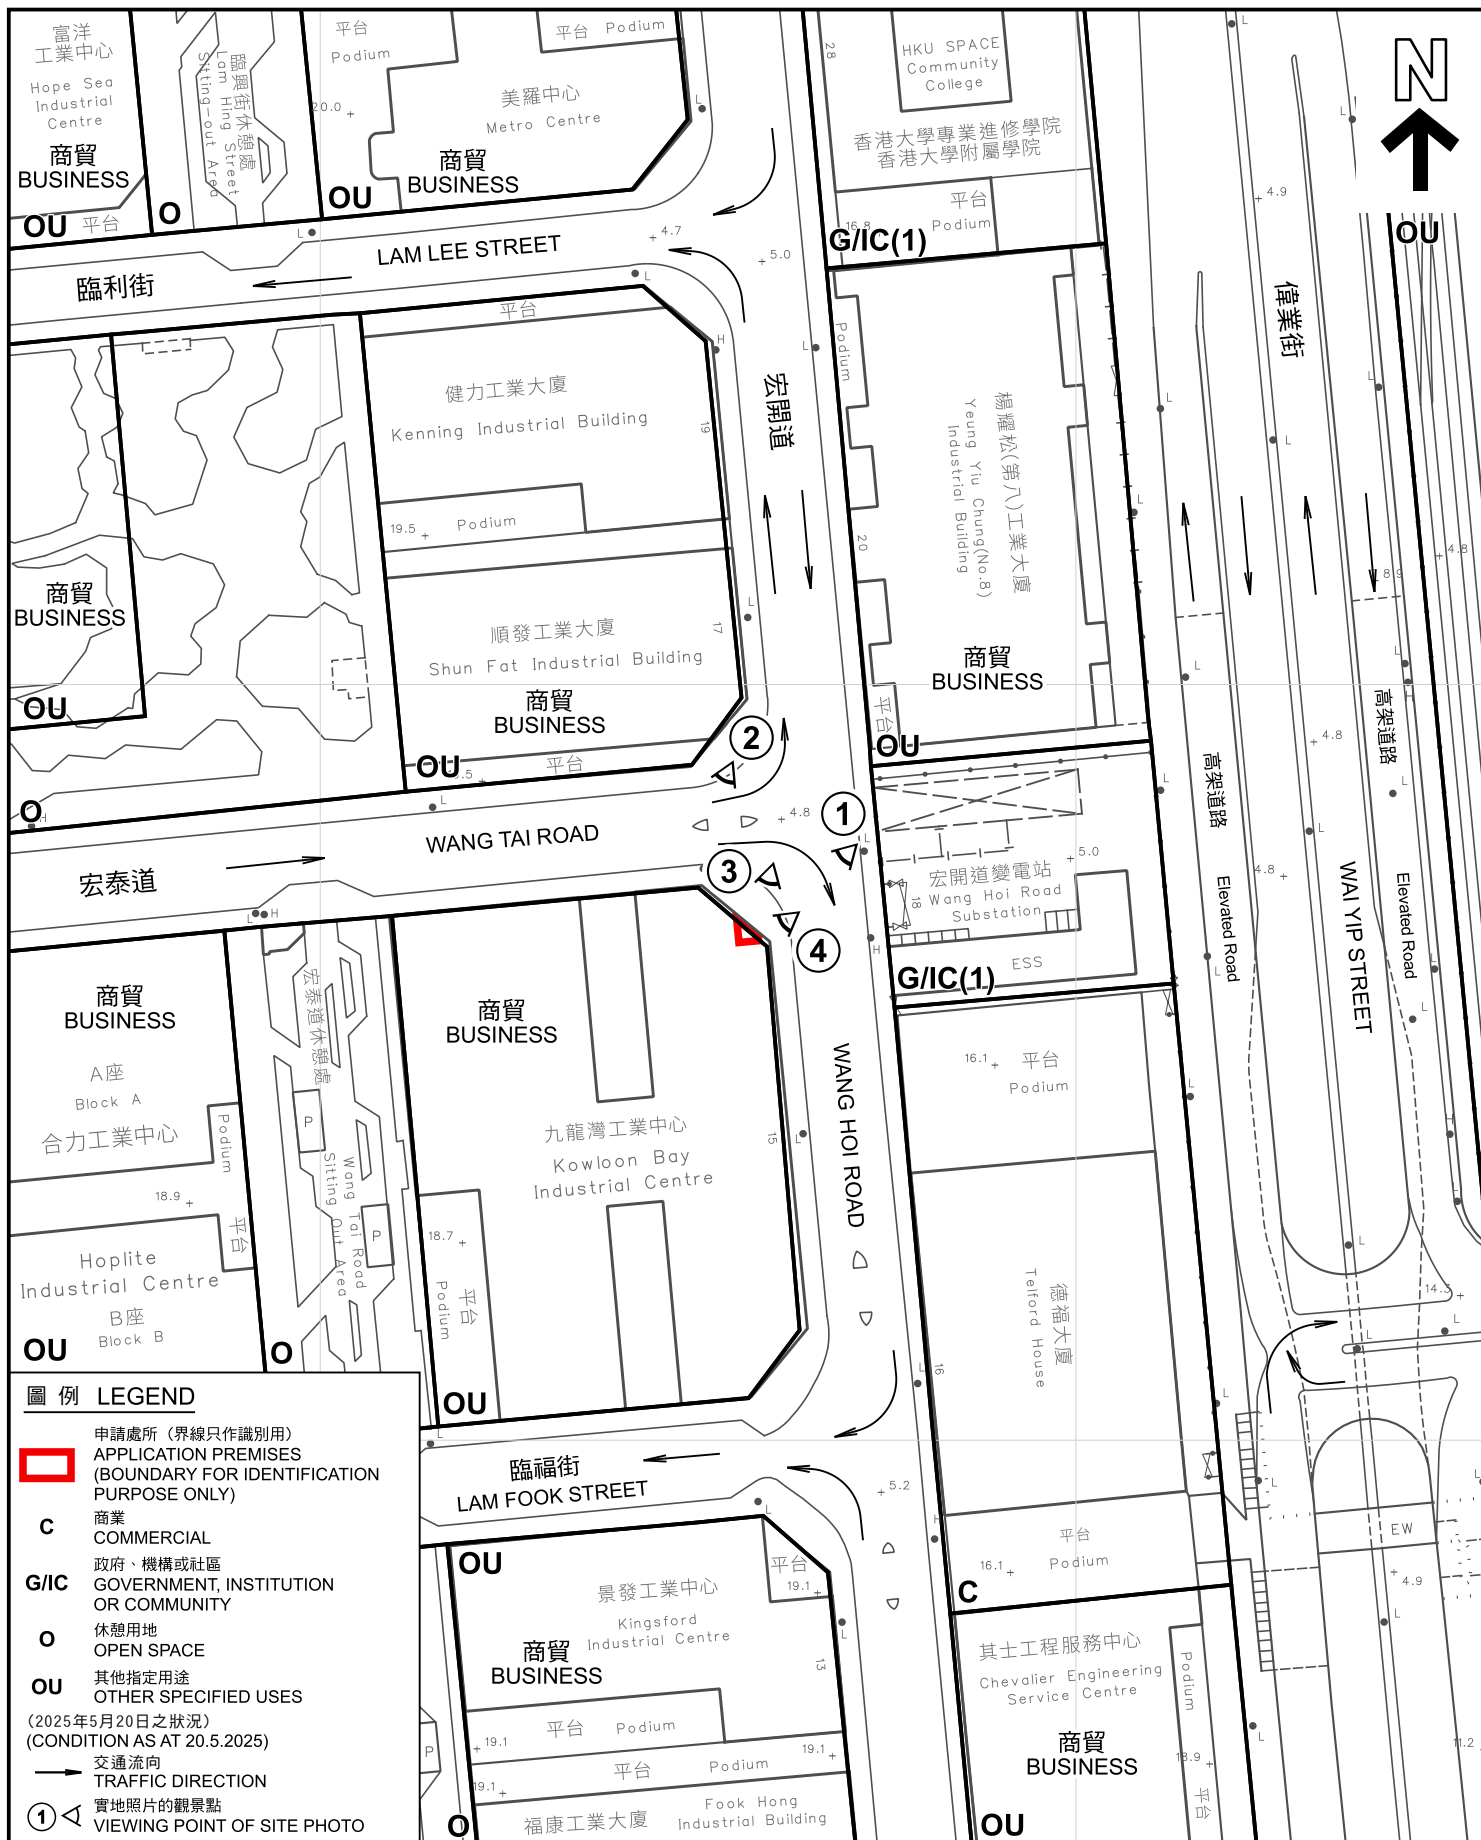 富洋
工業中心
Hope Sea
Industrial
Centre
商貿
BUSINESS
OU
平台
O
臨興街休憩處
Lam Hing Street
Sitting-out Area
20.0
平台
Podium
平台 Podium
美羅中心
Metro Centre
商貿
BUSINESS
OU
L
28
HKU SPACE
Community
College
香港大學專業進修學院
香港大學附屬學院
平台
Podium
16.8
G/IC(1)
N
OU
L
L
4.9
L
LAM LEE STREET
臨利街
4.7
5.0
L
平台
健力工業大廈
Kenning Industrial Building
H
19
宏開道
L
Podium
楊耀松(第八)工業大廈
Yeung Yiu Chung(No.8)
Industrial Building
20
偉業街
L
L
L
19.5
Podium
商貿
BUSINESS
OU
順發工業大廈
Shun Fat Industrial Building
17
L
商貿
BUSINESS
OU
平台
商貿
BUSINESS
平台
OU
L
L
4.8
8.9
L
H
高架道路
4.8
高架道路
L
L
L
O
H
L
WANG TAI ROAD
宏泰道
2
1
3
4
4.8
L
H
宏開道變電站
Wang Hoi Road
Substation
5.0
18
ESS
G/IC(1)
4.8
Elevated Road
WAI YIP STREET
Elevated Road
L
L
L
L H
商貿
BUSINESS
A座
Block A
合力工業中心
Podium
18.9
平台
Hoplite
Industrial Centre
B座
Block B
OU
宏泰道休憩處
P
Wang Tai Road
Sitting Out Area
P
O
商貿
BUSINESS
九龍灣工業中心
Kowloon Bay
Industrial Centre
15
L
18.7
平台
Podium
OU
WANG HOI ROAD
16.1
平台
Podium
德福大廈
Telford House
16
L
L
H
L
L
14.3
L
L
L
L
臨福街
LAM FOOK STREET
L
L
5.2
H
平台
Podium
16.1
C
EW
4.9
L
L
OU
景發工業中心
Kingsford
Industrial Centre
平台
19.1
商貿
BUSINESS
13
L
平台 Podium
19.1
平台 Podium
19.1
19.1
福康工業大廈
Fook Hong
Industrial Building
P
O
其士工程服務中心
Chevalier Engineering
Service Centre
Podium
商貿
BUSINESS
18.9
平台
OU
L
11.2
圖 例 LEGEND
申請處所（界線只作識別用）
APPLICATION PREMISES
(BOUNDARY FOR IDENTIFICATION
PURPOSE ONLY)
C
商業
COMMERCIAL
G/IC
政府、機構或社區
GOVERNMENT, INSTITUTION
OR COMMUNITY
O
休憩用地
OPEN SPACE
OU
其他指定用途
OTHER SPECIFIED USES
(2025年5月20日之狀況)
(CONDITION AS AT 20.5.2025)
交通流向
TRAFFIC DIRECTION
1
實地照片的觀景點
VIEWING POINT OF SITE PHOTO